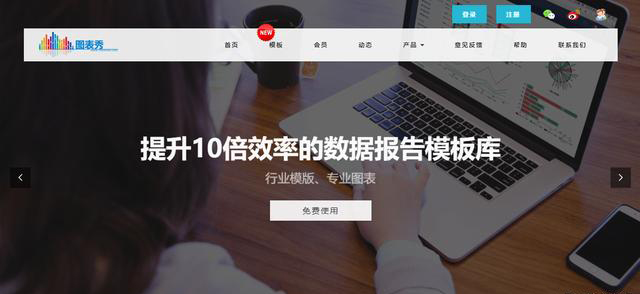 登录 注册
NEW
图表秀
首页 模板 会员 动态 产品 意见反馈 帮助 联系我们
提升10倍效率的数据报告模板库
行业模版、专业图表
免费使用